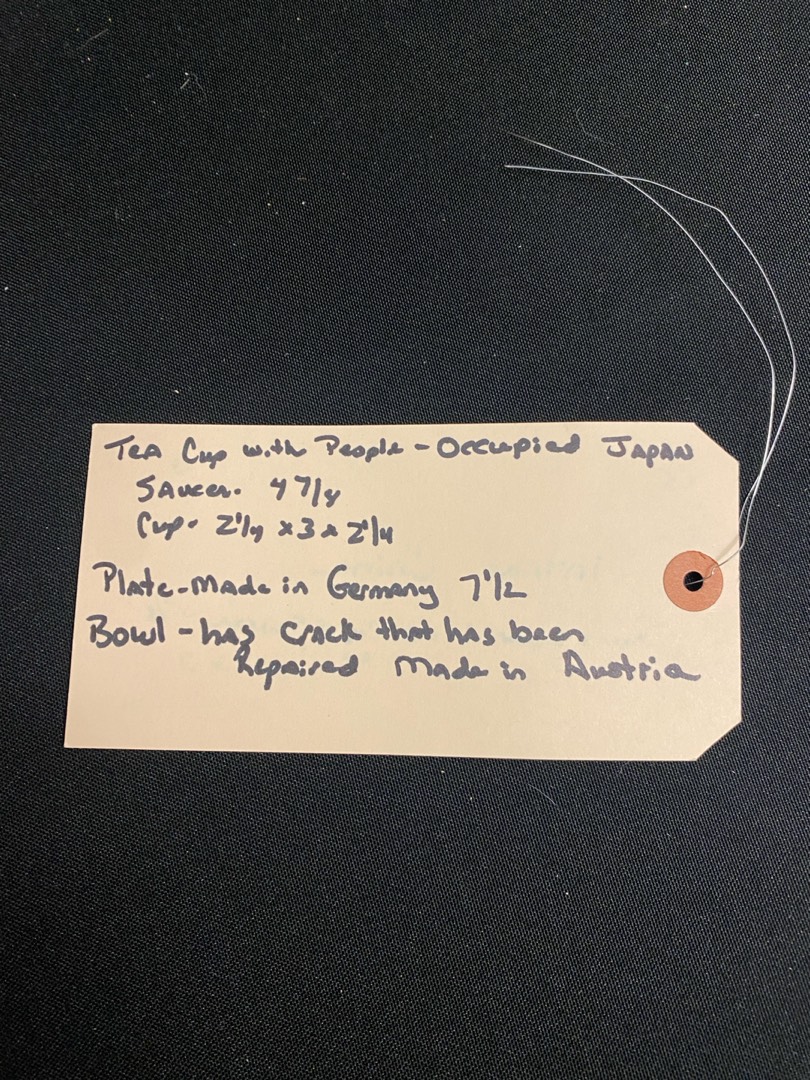 Tea Cup with People - Occupied Japan
Saucer - 4 7/8
Cup - 2 1/4 x 3 x 2 1/4
Plate - Made in Germany 7 1/2
Bowl - has crack that has been
Repaired Made in Austria